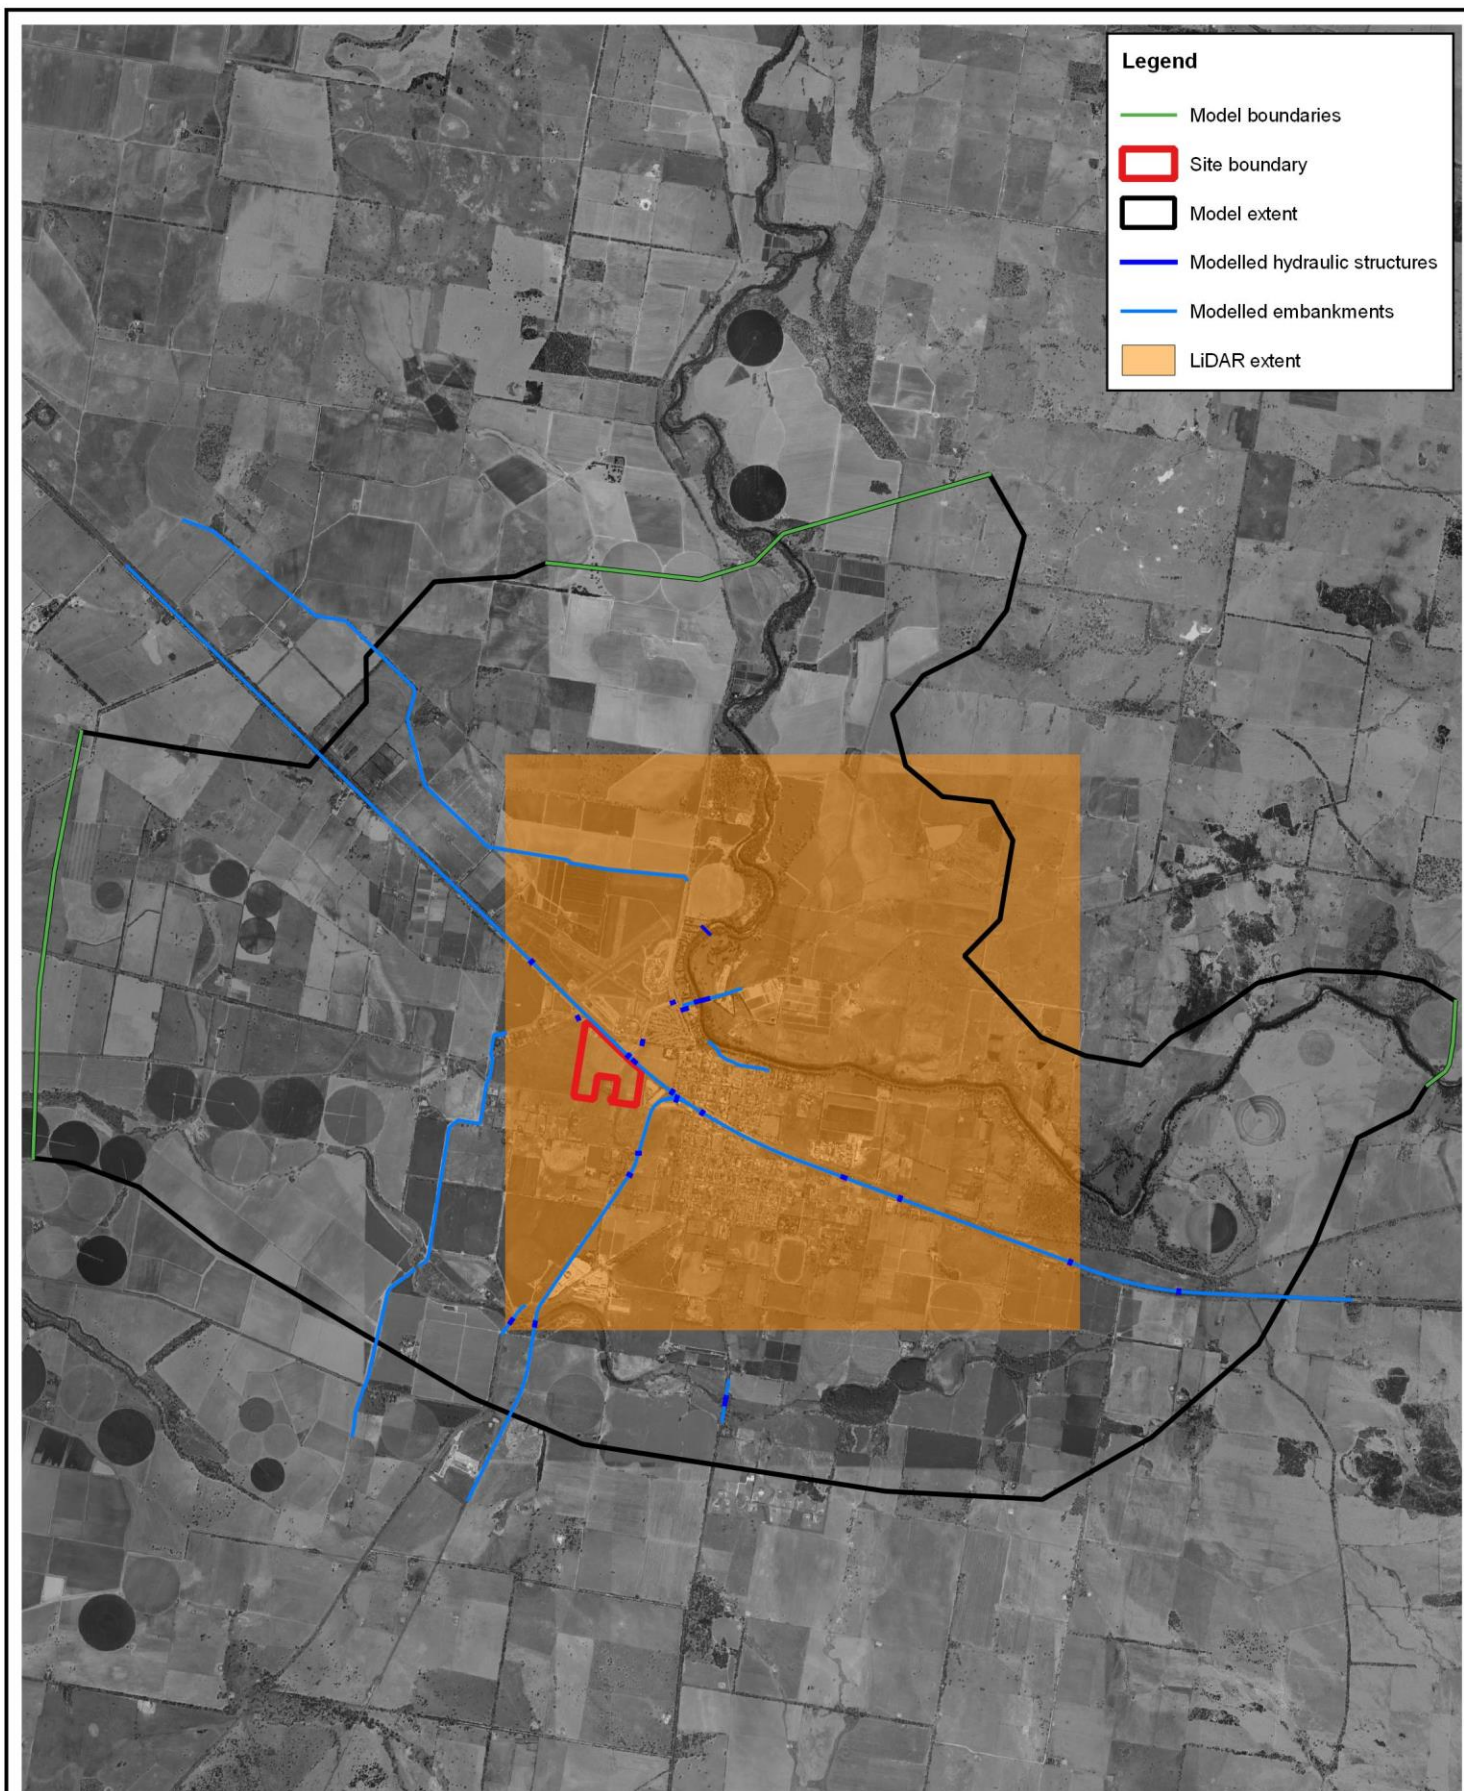 Legend
Model boundaries
Site boundary
Model extent
Modelled hydraulic structures
Modelled embankments
LiDAR extent